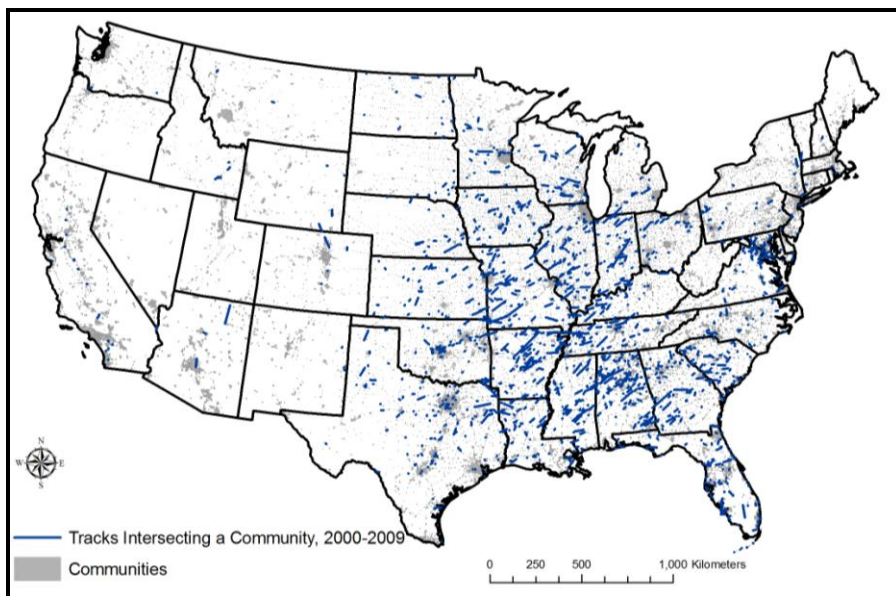 N
W E
S
Tracks Intersecting a Community, 2000-2009
Communities
0 250 500 1,000 Kilometers